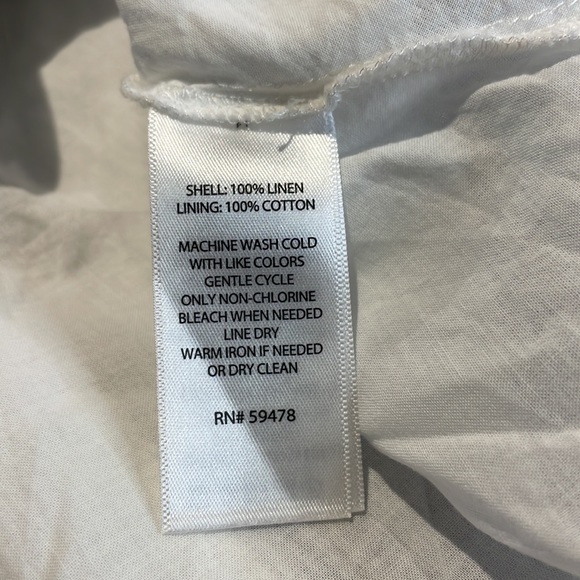 SHELL: 100% LINEN
LINING: 100% COTTON
MACHINE WASH COLD
WITH LIKE COLORS
GENTLE CYCLE
ONLY NON-CHLORINE
BLEACH WHEN NEEDED
LINE DRY
WARM IRON IF NEEDED
OR DRY CLEAN
RN# 59478